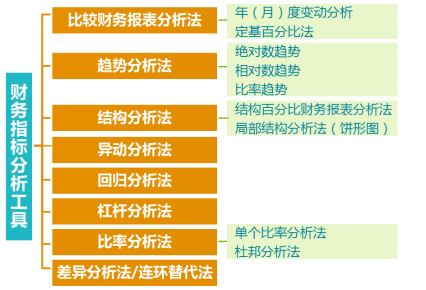 财务指标分析工具
比较财务报表分析法
年（月）度变动分析
定基百分比法
趋势分析法
绝对数趋势
相对数趋势
比率趋势
结构分析法
结构百分比财务报表分析法
局部结构分析法（饼形图）
异动分析法
回归分析法
杠杆分析法
比率分析法
单个比率分析法
杜邦分析法
差异分析法/连环替代法